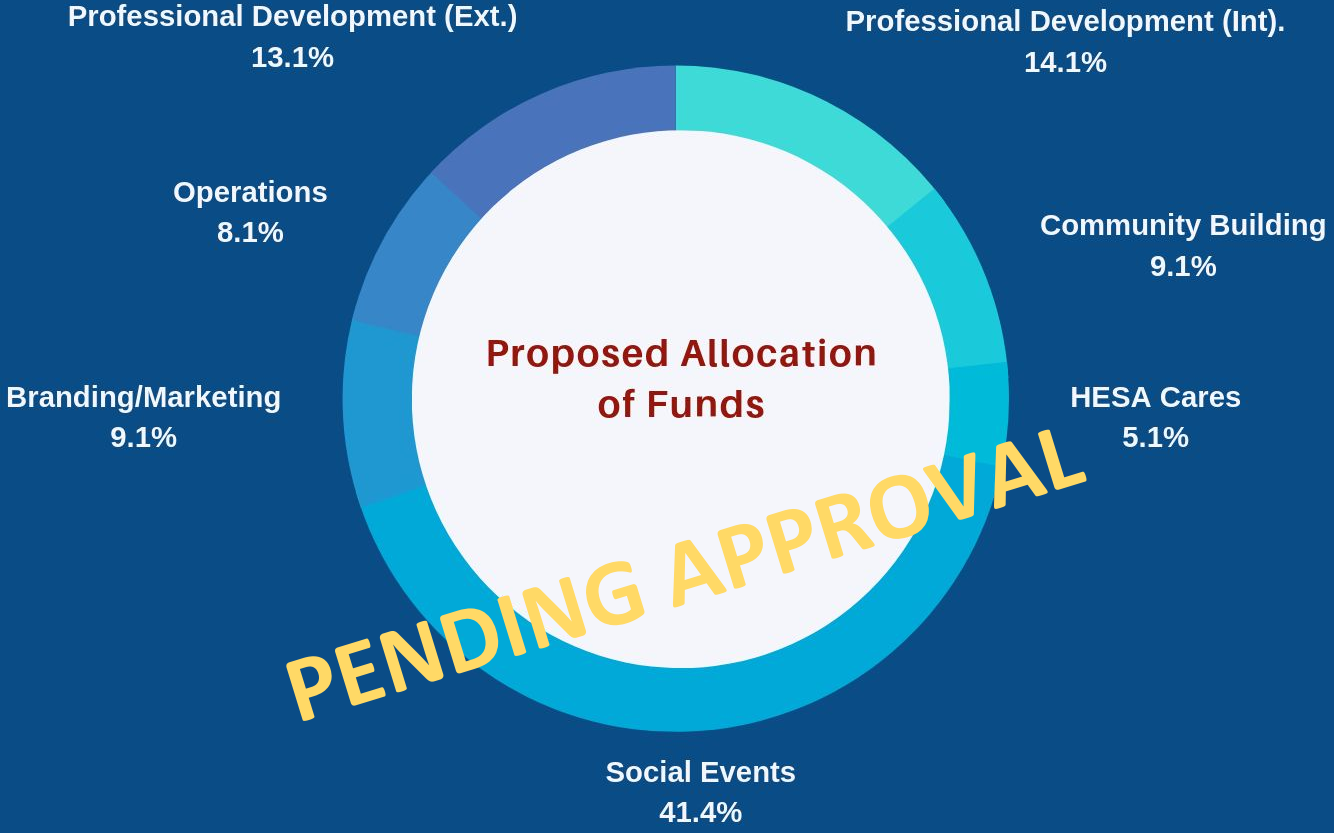 Professional Development (Ext.)
13.1%
Professional Development (Int).
14.1%
Operations
8.1%
Community Building
9.1%
Proposed Allocation
of Funds
Branding/Marketing
9.1%
HESA Cares
5.1%
PENDING APPROVAL
Social Events
41.4%